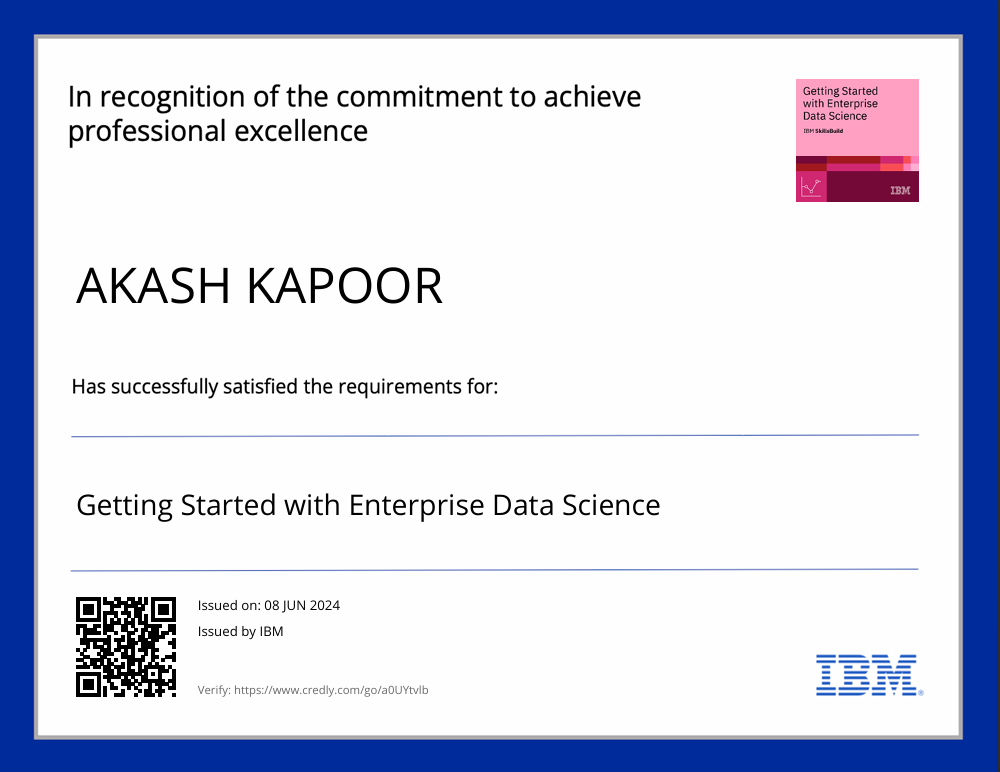 In recognition of the commitment to achieve
professional excellence
Getting Started
with Enterprise
Data Science
IBM SkillsBuild
IBM
AKASH KAPOOR
Has successfully satisfied the requirements for:
Getting Started with Enterprise Data Science
Issued on: 08 JUN 2024
Issued by IBM
Verify: https://www.credly.com/go/a0UYtvlb
IBM®